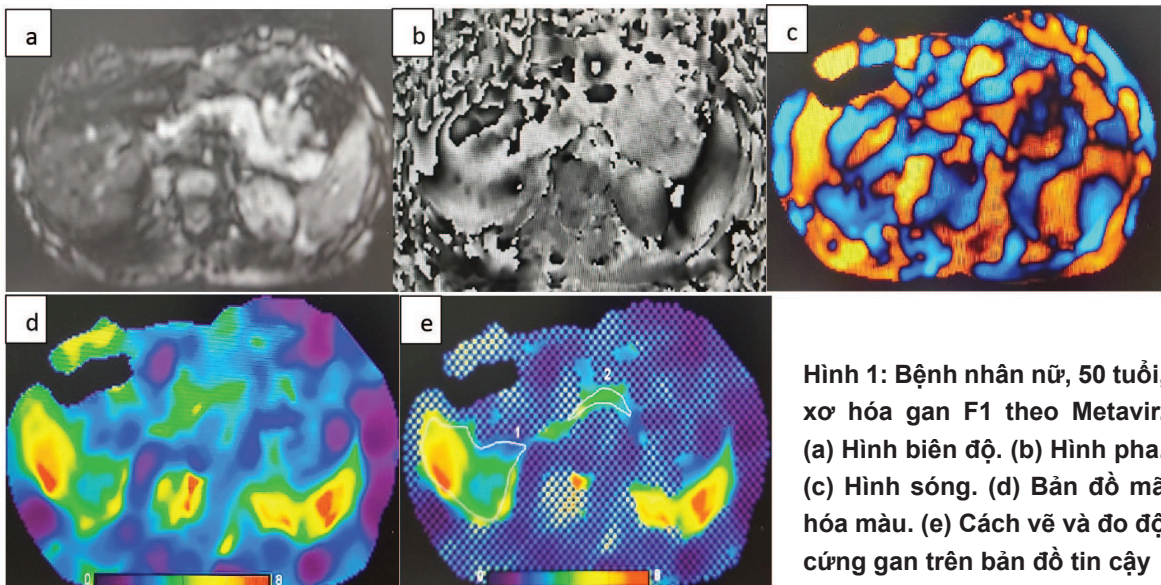 a
b
c
d
0
8
e
1
2
0
8
Hình 1: Bệnh nhân nữ, 50 tuổi,
xơ hóa gan F1 theo Metavir.
(a) Hình biên độ. (b) Hình pha.
(c) Hình sóng. (d) Bản đồ mã
hóa màu. (e) Cách vẽ và đo độ
cứng gan trên bản đồ tin cậy